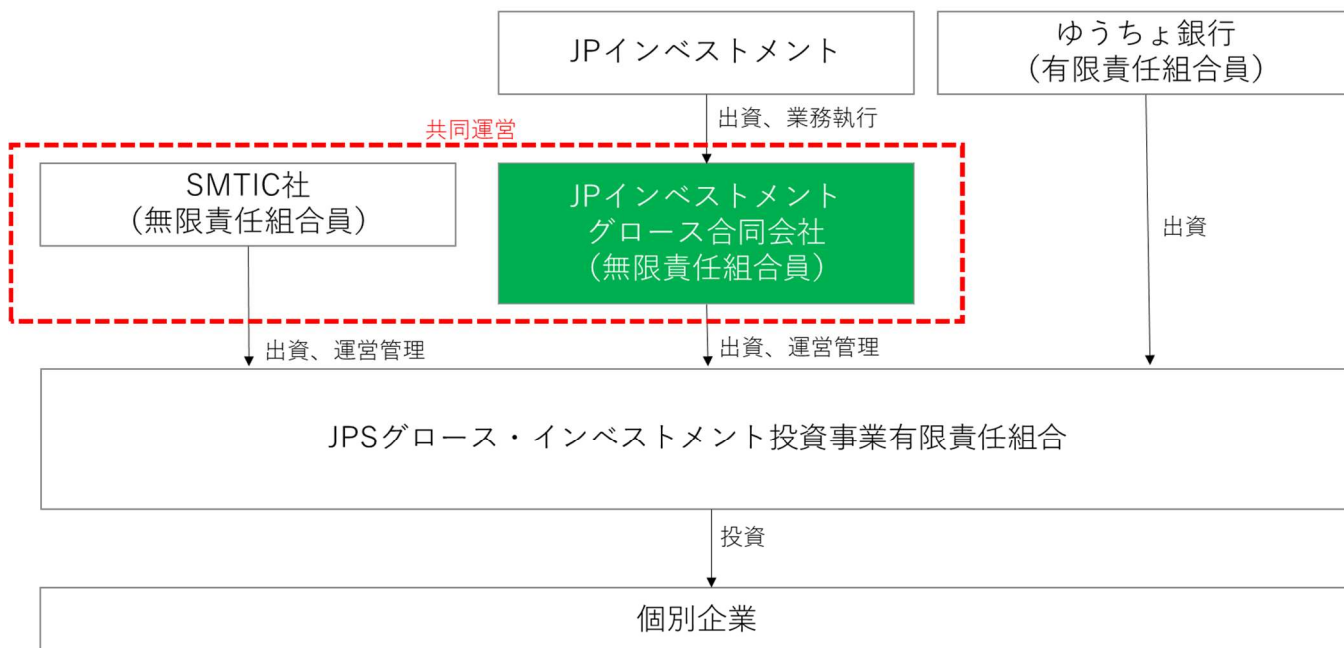 JPインベストメント
ゆうちょ銀行
(有限責任組合員)
出資、業務執行
共同運営
SMTIC社
(無限責任組合員)
JPインベストメント
グロース合同会社
(無限責任組合員)
出資
出資、運営管理
出資、運営管理
JPSグロース・インベストメント投資事業有限責任組合
投資
個別企業